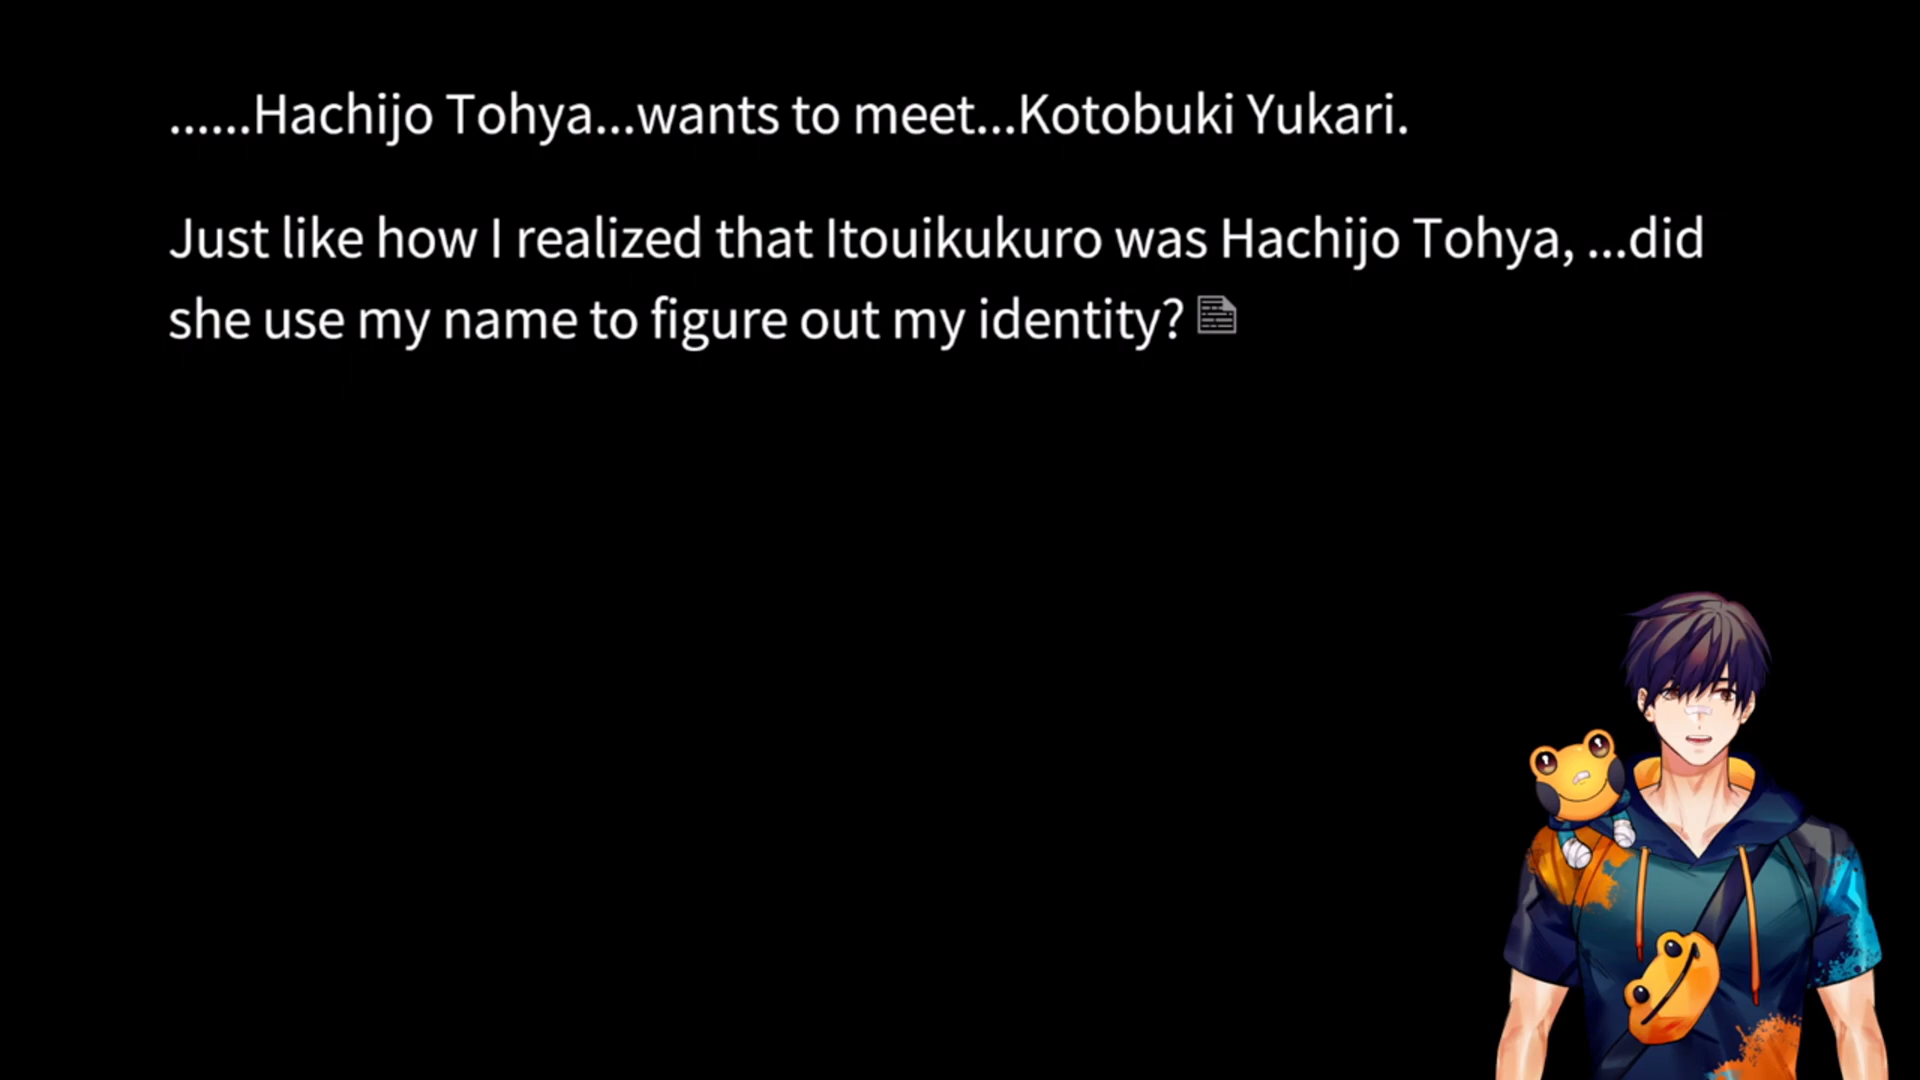 ......Hachijo Tohya...wants to meet...Kotobuki Yukari.
Just like how I realized that Itouikukuro was Hachijo Tohya, ...did
she use my name to figure out my identity?